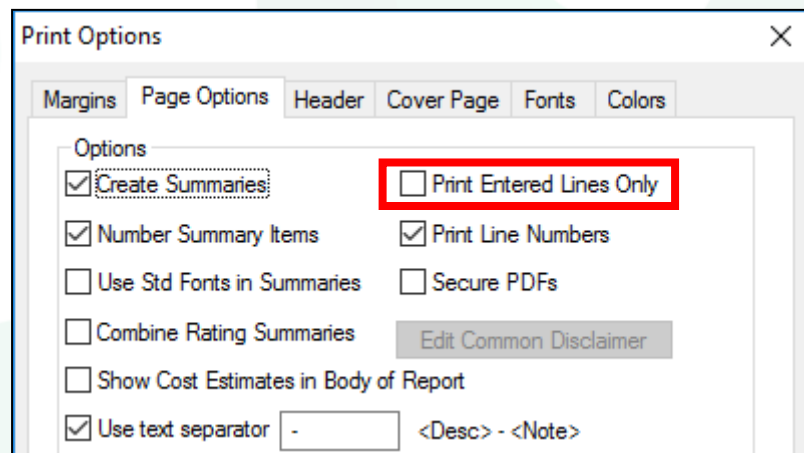 Print Options
Margins Page Options Header Cover Page Fonts Colors
Options
Create Summaries Print Entered Lines Only
Number Summary Items Print Line Numbers
Use Std Fonts in Summaries Secure PDFs
Combine Rating Summaries Edit Common Disclaimer
Show Cost Estimates in Body of Report
Use text separator - <Desc> - <Note>